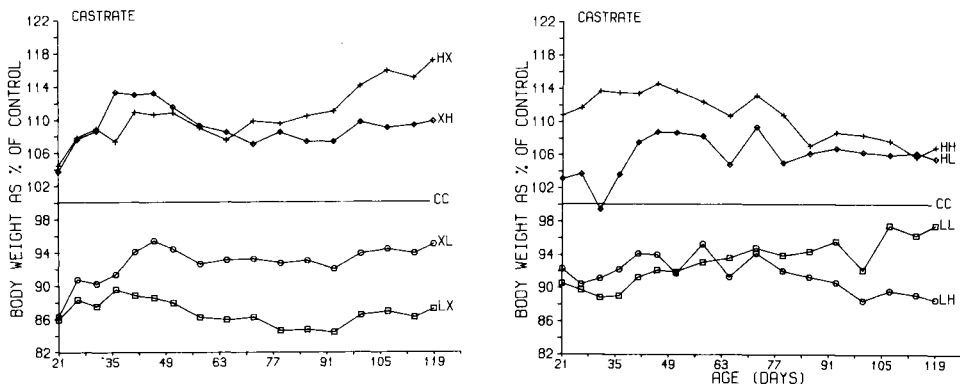 CASTRATE
BODY WEIGHT AS % OF CONTROL
122
118
114
110
106
102
98
94
90
86
82
HX
XH
CC
XL
LX
21
35
49
63
77
91
105
119
CASTRATE
BODY WEIGHT AS % OF CONTROL
122
118
114
110
106
102
98
94
90
86
82
HH
HL
CC
LL
LH
21
35
49
63
77
91
105
119
AGE (DAYS)